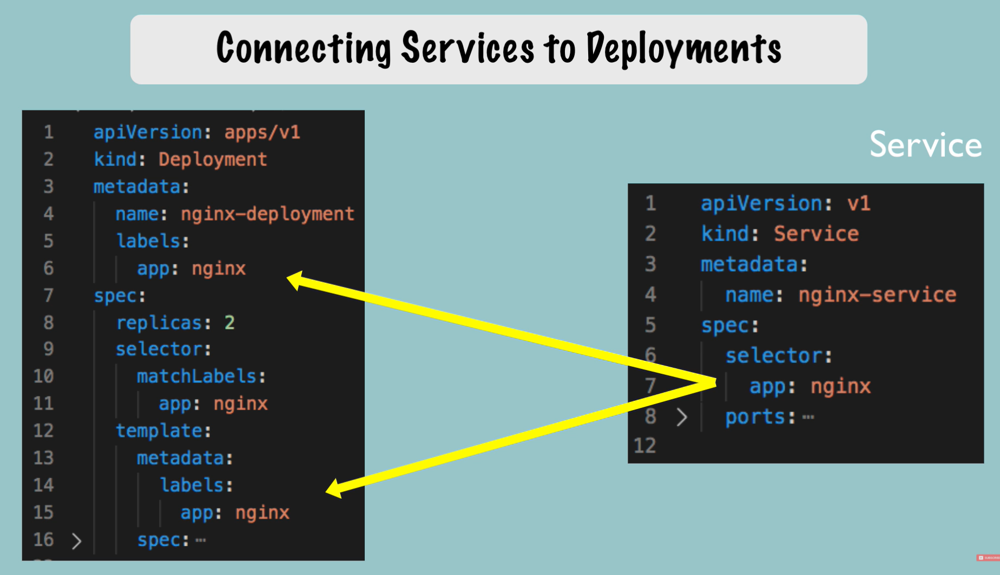 Connecting Services to Deployments
1 apiVersion: apps/v1
2 kind: Deployment
3 metadata:
4 name: nginx-deployment
5 labels:
6 app: nginx
7 spec:
8 replicas: 2
9 selector:
10 matchLabels:
11 app: nginx
12 template:
13 metadata:
14 labels:
15 app: nginx
16 > spec:⋯
Service
1 apiVersion: v1
2 kind: Service
3 metadata:
4 name: nginx-service
5 spec:
6 selector:
7 app: nginx
8 > ports:⋯
12